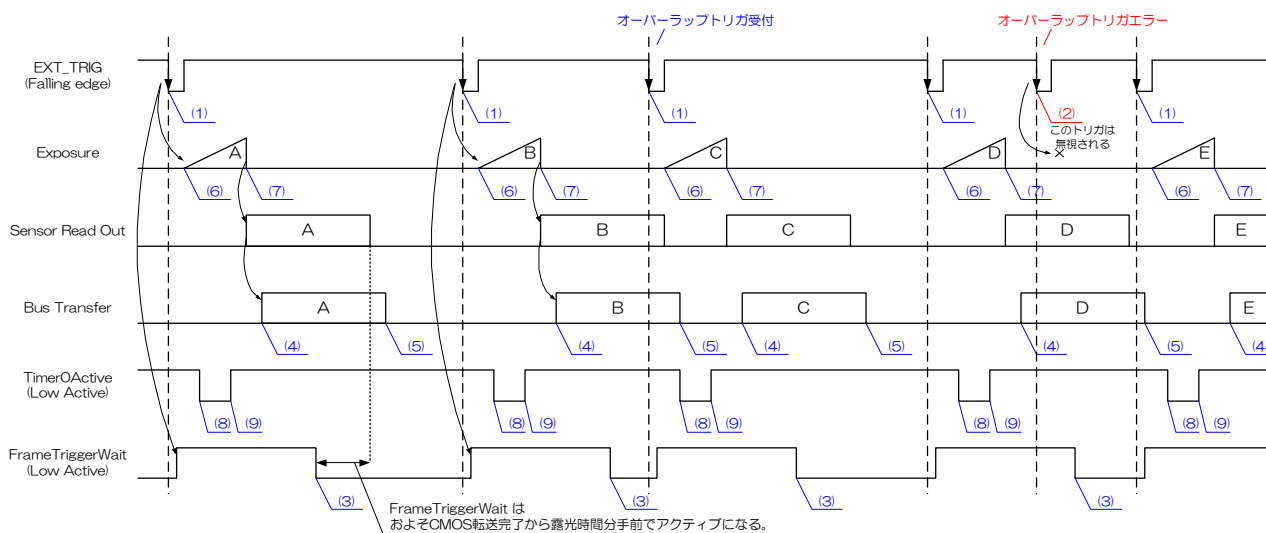 オーバーラップトリガ受付
オーバーラップトリガエラー
EXT_TRIG
(Falling edge)
(1)
(1)
(1)
(1)
(2)
(1)
このトリガは
無視される
Exposure
A
B
C
D
×
E
(6)
(7)
(6)
(7)
(6)
(7)
(6)
(7)
(6)
(7)
Sensor Read Out
A
B
C
D
E
Bus Transfer
A
B
C
D
E
(4)
(5)
(4)
(5)
(4)
(5)
(4)
(5)
(4
Timer0Active
(Low Active)
(8)
(9)
(8)
(9)
(8)
(9)
(8)
(9)
(8)
(9)
FrameTriggerWait
(Low Active)
(3)
(3)
(3)
(3)
FrameTriggerWait は
およそCMOS転送完了から露光時間分手前でアクティブになる。